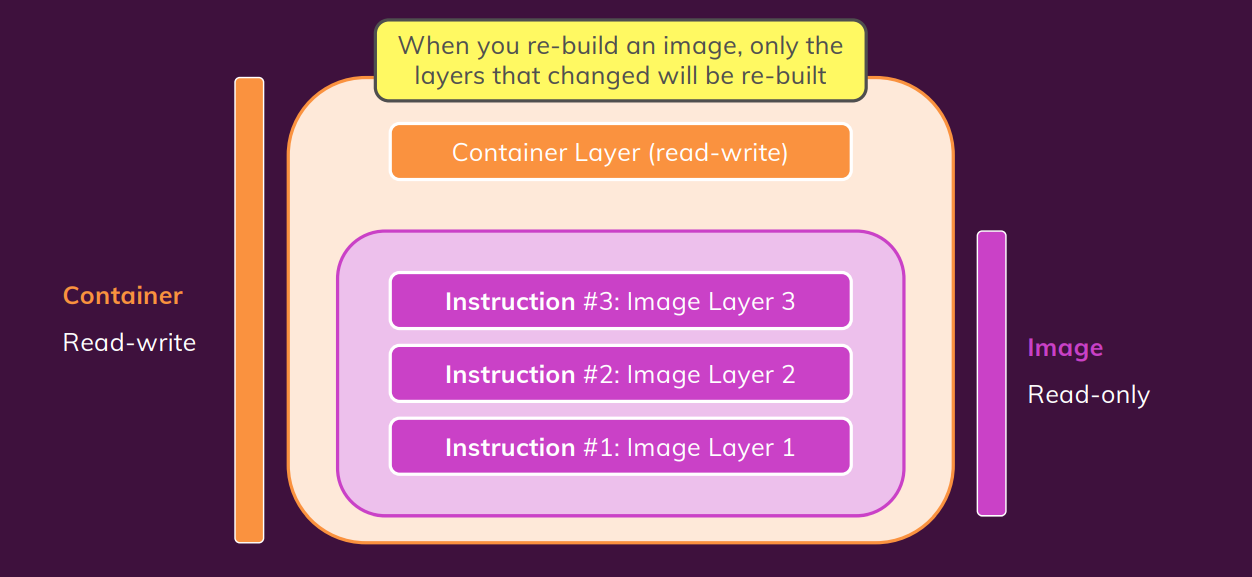 When you re-build an image, only the
layers that changed will be re-built
Container Layer (read-write)
Instruction #3: Image Layer 3
Instruction #2: Image Layer 2
Instruction #1: Image Layer 1
Container
Read-write
Image
Read-only